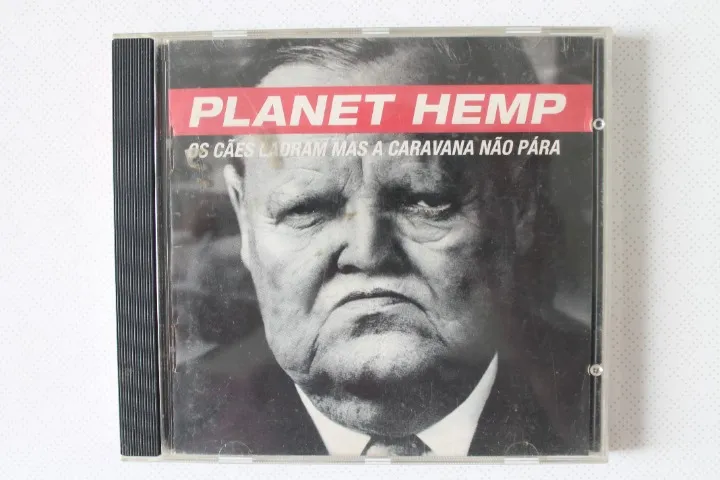 PLANET HEMP
OS CÃES LADRAM MAS A CARAVANA NÃO PÁRA